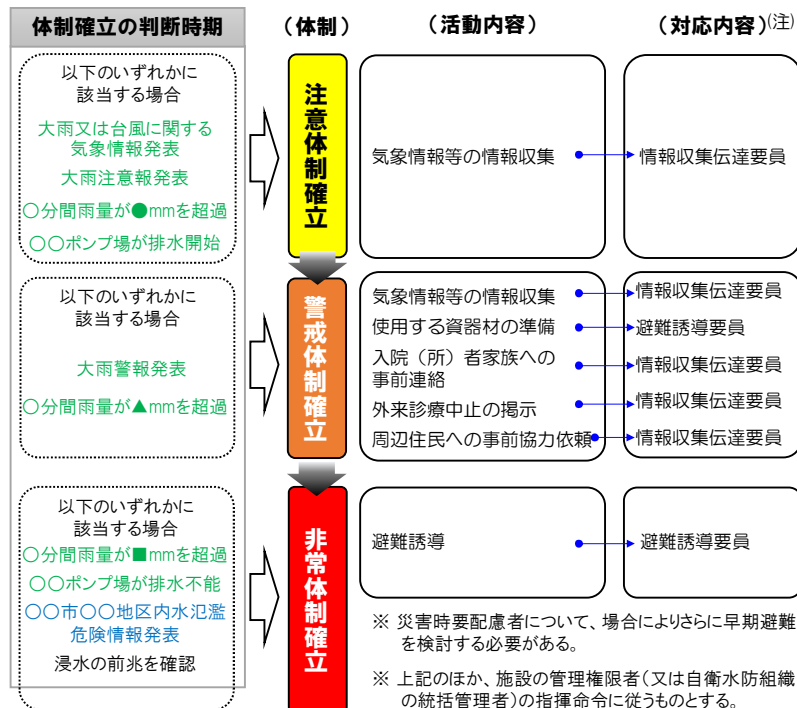 体制確立の判断時期
(体制)
(活動内容)
(対応内容)(注)
以下のいずれかに
該当する場合
大雨又は台風に関する
気象情報発表
大雨注意報発表
〇分間雨量が●mmを超過
〇〇ポンプ場が排水開始
注意体制確立
気象情報等の情報収集
情報収集伝達要員
以下のいずれかに
該当する場合
大雨警報発表
〇分間雨量が▲mmを超過
警戒体制確立
気象情報等の情報収集
情報収集伝達要員
使用する資器材の準備
避難誘導要員
入院（所）者家族への
事前連絡
情報収集伝達要員
外来診療中止の掲示
情報収集伝達要員
周辺住民への事前協力依頼
情報収集伝達要員
以下のいずれかに
該当する場合
〇分間雨量が■mmを超過
〇〇ポンプ場が排水不能
〇〇市〇〇地区内水氾濫
危険情報発表
浸水の前兆を確認
非常体制確立
避難誘導
避難誘導要員
※ 災害時要配慮者について、場合によりさらに早期避難
を検討する必要がある。
※ 上記のほか、施設の管理権限者（又は自衛水防組織
の統括管理者）の指揮命令に従うものとする。